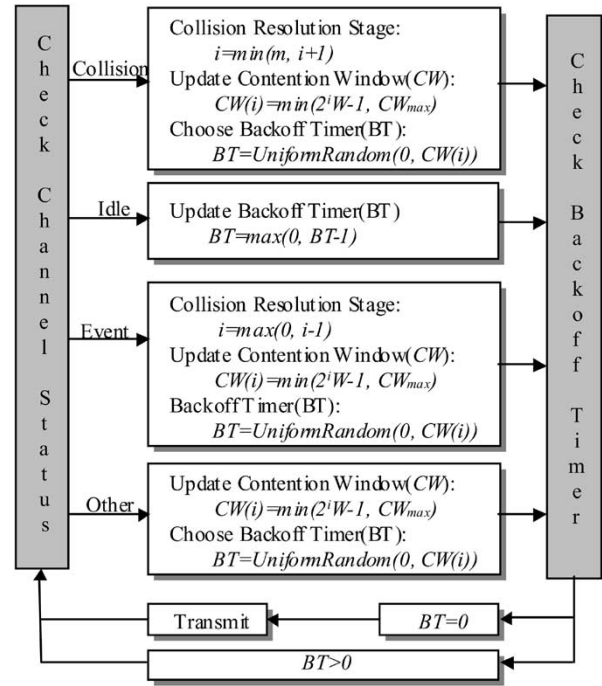 Check Channel Status
Collision
Collision Resolution Stage:
i=min(m, i+1)
Update Contention Window(CW):
CW(i)=min(2^iW-1, CW_max)
Choose Backoff Timer(BT):
BT=UniformRandom(0, CW(i))
Idle
Update Backoff Timer(BT)
BT=max(0, BT-1)
Event
Collision Resolution Stage:
i=max(0, i-1)
Update Contention Window(CW):
CW(i)=min(2^iW-1, CW_max)
Backoff Timer(BT):
BT=UniformRandom(0, CW(i))
Other
Update Contention Window(CW):
CW(i)=min(2^iW-1, CW_max)
Choose Backoff Timer(BT):
BT=UniformRandom(0, CW(i))
Check Backoff Timer
Transmit
BT=0
BT>0